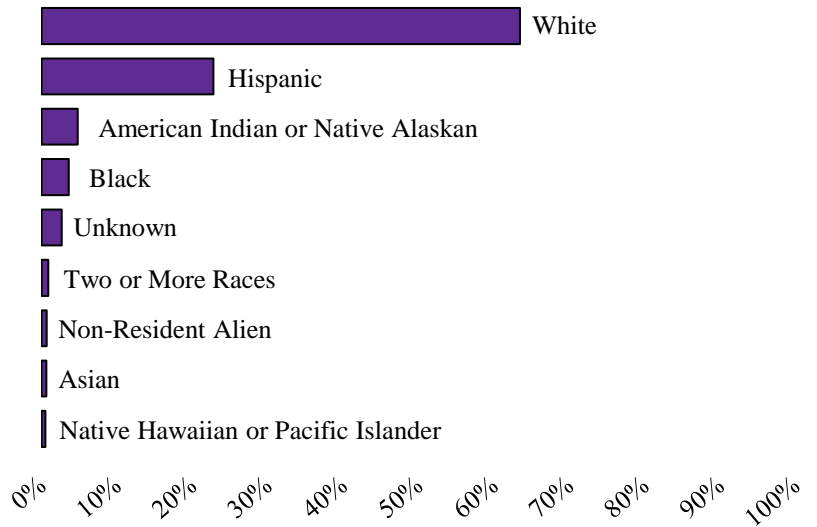 White
Hispanic
American Indian or Native Alaskan
Black
Unknown
Two or More Races
Non-Resident Alien
Asian
Native Hawaiian or Pacific Islander
0% 10% 20% 30% 40% 50% 60% 70% 80% 90% 100%